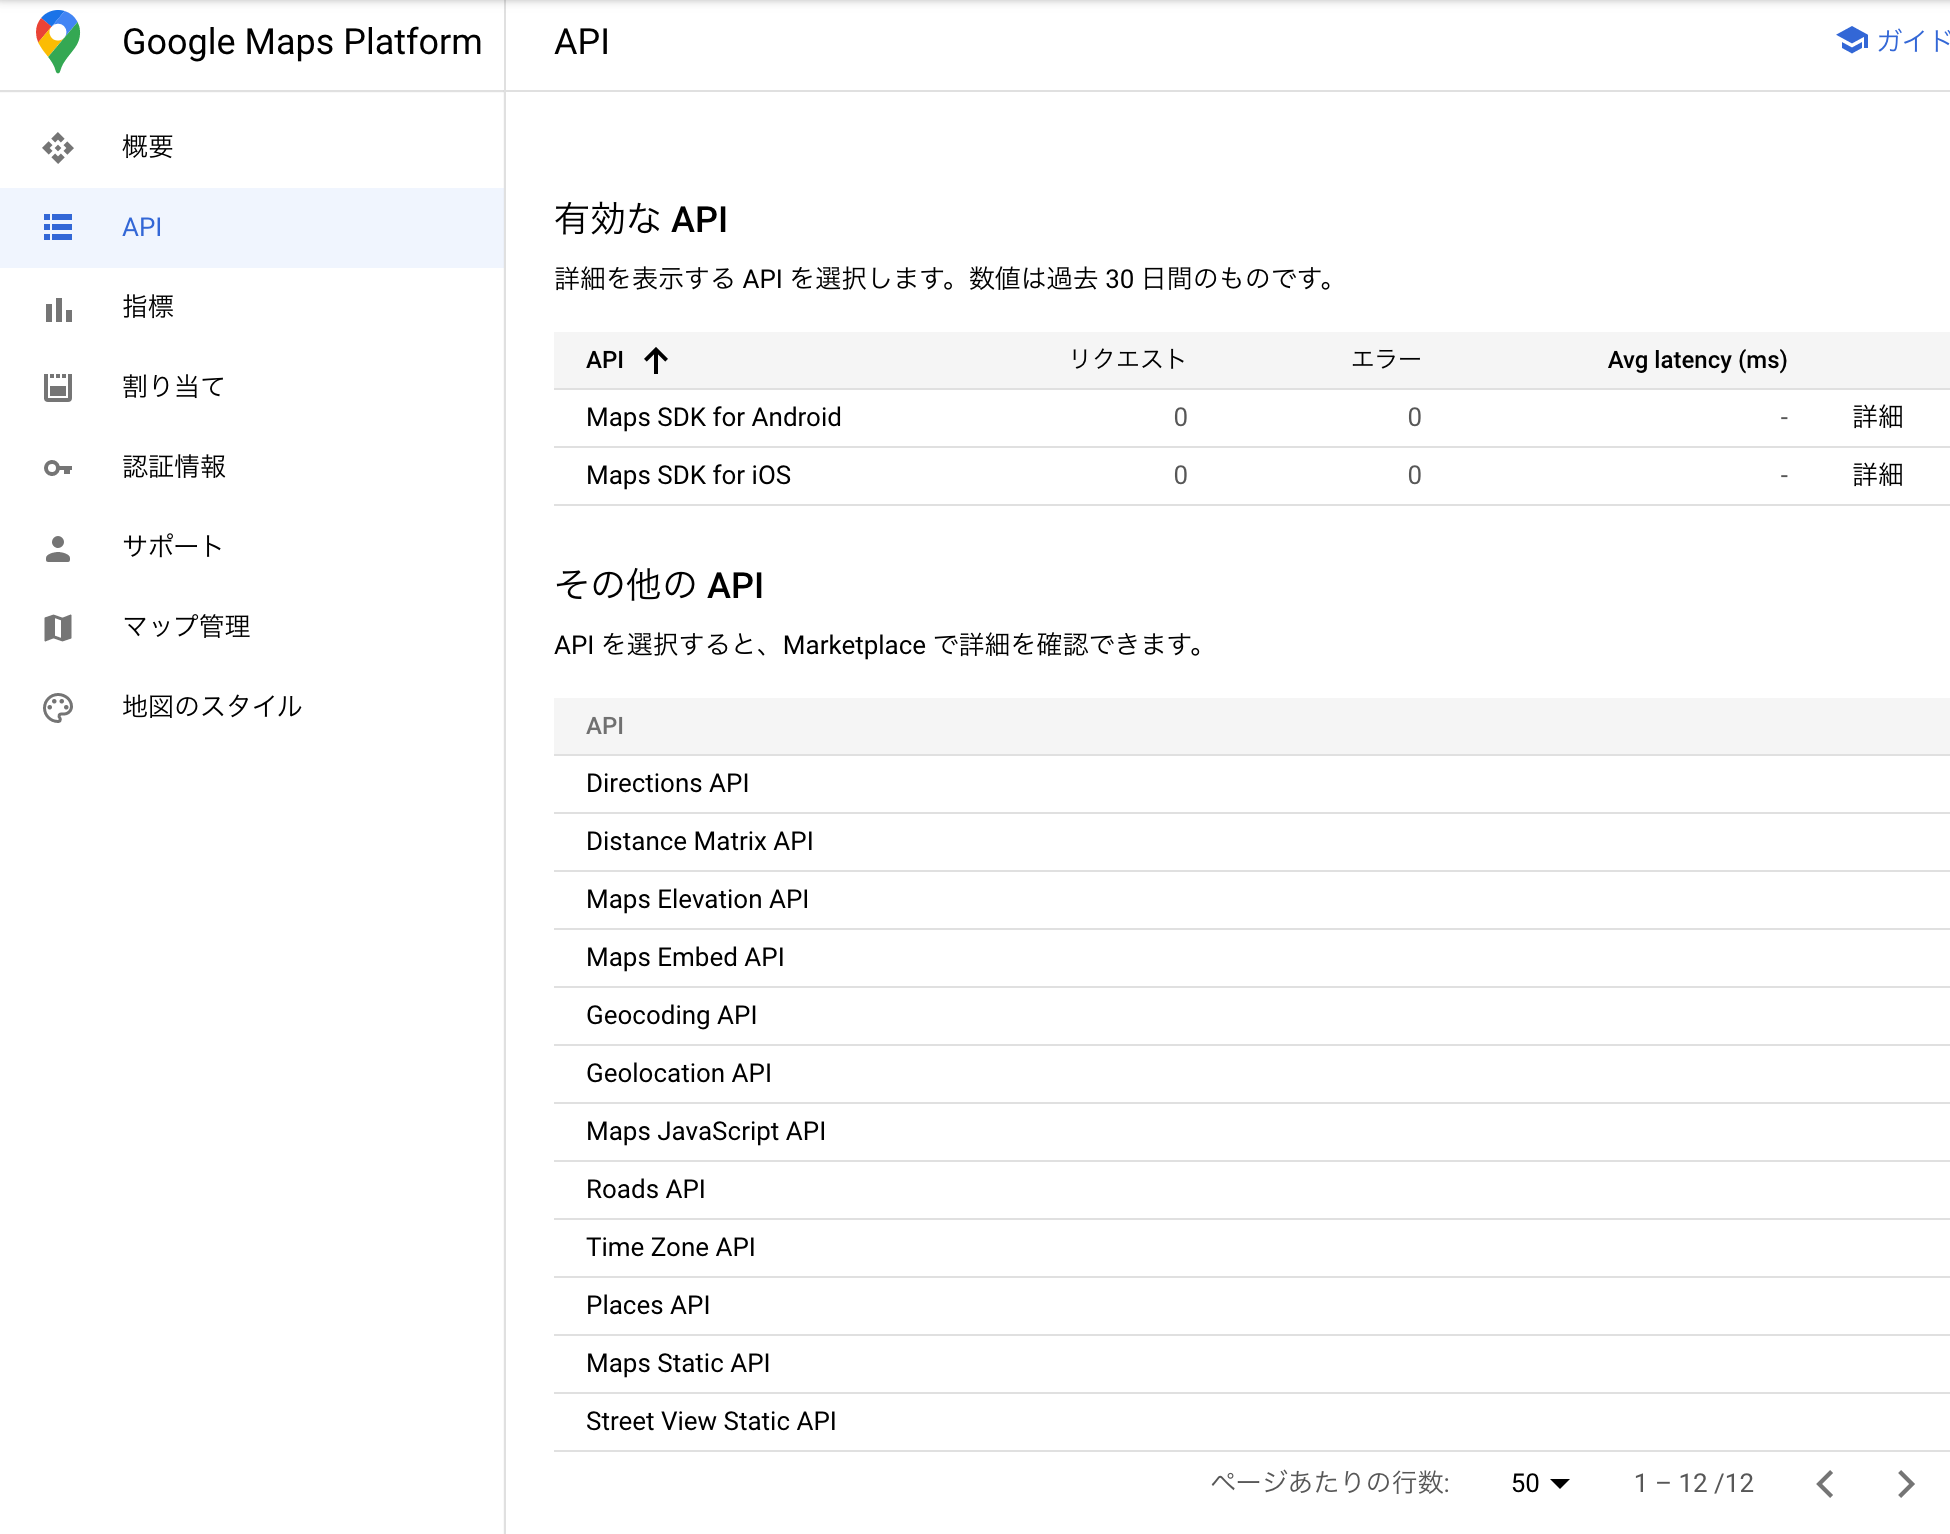 Google Maps Platform
API
ガイド
概要
API
指標
割り当て
認証情報
サポート
マップ管理
地図のスタイル
有効な API
詳細を表示する API を選択します。数値は過去 30 日間のものです。
API リクエスト エラー Avg latency (ms)
Maps SDK for Android 0 0 - 詳細
Maps SDK for iOS 0 0 - 詳細
その他の API
API を選択すると、Marketplace で詳細を確認できます。
API
Directions API
Distance Matrix API
Maps Elevation API
Maps Embed API
Geocoding API
Geolocation API
Maps JavaScript API
Roads API
Time Zone API
Places API
Maps Static API
Street View Static API
ページあたりの行数: 50 1 – 12 /12